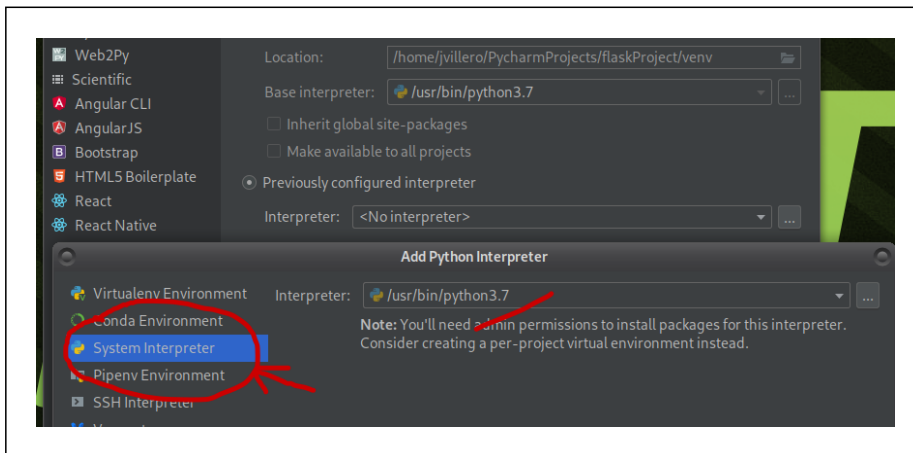 Web2Py
Scientific
Angular CLI
AngularJS
Bootstrap
HTML5 Boilerplate
React
React Native
Location: /home/jvillero/PycharmProjects/flaskProject/venv
Base interpreter: /usr/bin/python3.7 ...
Inherit global site-packages
Make available to all projects
Previously configured interpreter
Interpreter: <No interpreter> ...
Add Python Interpreter
Virtualenv Environment
Conda Environment
System Interpreter
Pipenv Environment
SSH Interpreter
Interpreter: /usr/bin/python3.7 ...
Note: You'll need admin permissions to install packages for this interpreter.
Consider creating a per-project virtual environment instead.